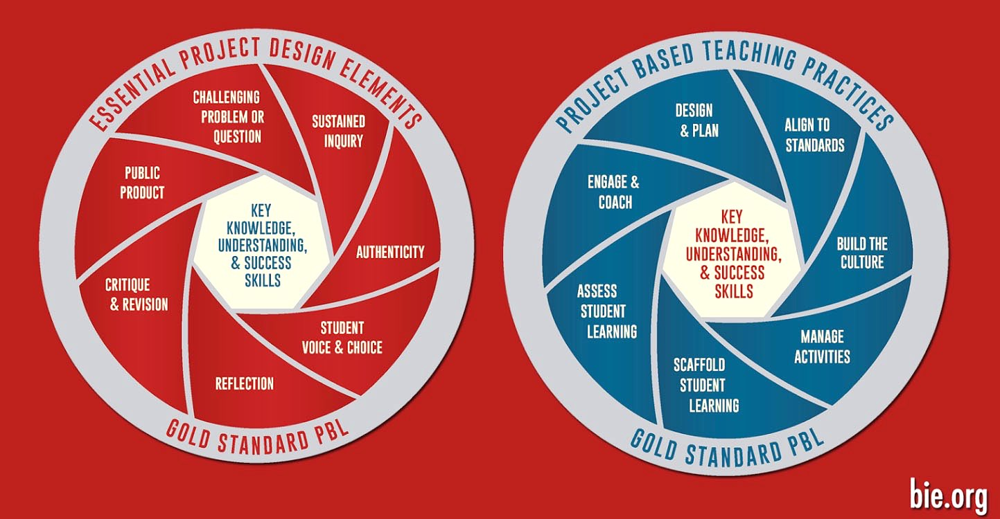 ESSENTIAL PROJECT DESIGN ELEMENTS
CHALLENGING
PROBLEM OR
QUESTION
SUSTAINED
INQUIRY
AUTHENTICITY
STUDENT
VOICE & CHOICE
REFLECTION
CRITIQUE
& REVISION
PUBLIC
PRODUCT
KEY
KNOWLEDGE,
UNDERSTANDING,
& SUCCESS
SKILLS
GOLD STANDARD PBL
PROJECT BASED TEACHING PRACTICES
DESIGN
& PLAN
ALIGN TO
STANDARDS
BUILD THE
CULTURE
MANAGE
ACTIVITIES
SCAFFOLD
STUDENT
LEARNING
ASSESS
STUDENT
LEARNING
ENGAGE &
COACH
KEY
KNOWLEDGE,
UNDERSTANDING,
& SUCCESS
SKILLS
GOLD STANDARD PBL
bie.org